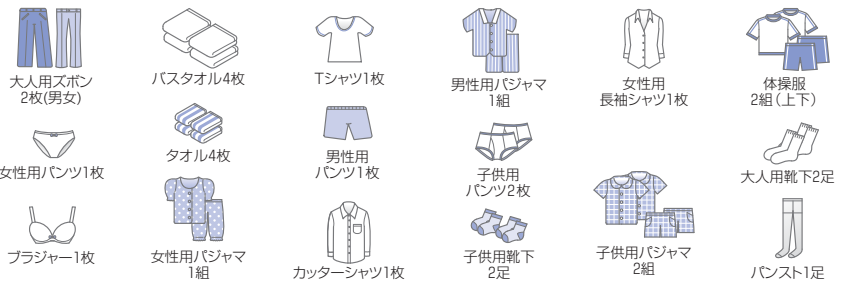 大人用ズボン
2枚(男女)
バスタオル4枚
Tシャツ1枚
男性用パジャマ
1組
女性用
長袖シャツ1枚
体操服
2組(上下)
女性用パンツ1枚
タオル4枚
男性用
パンツ1枚
子供用
パンツ2枚
大人用靴下2足
ブラジャー1枚
女性用パジャマ
1組
カッターシャツ1枚
子供用靴下
2足
子供用パジャマ
2組
パンスト1足